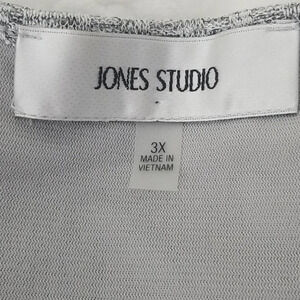 JONES STUDIO
3X
MADE IN
VIETNAM